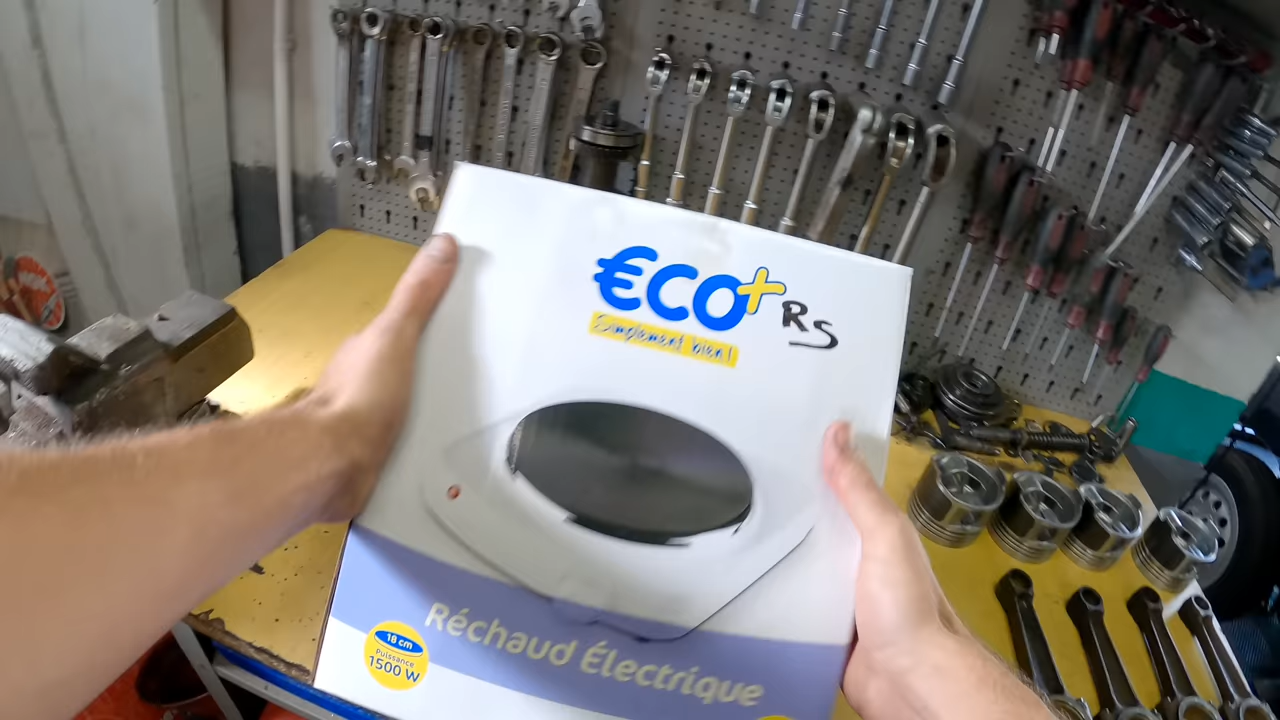 €CO+ RS
Simplement bien!
18 cm
Puissance
1500 W
Réchaud Électrique